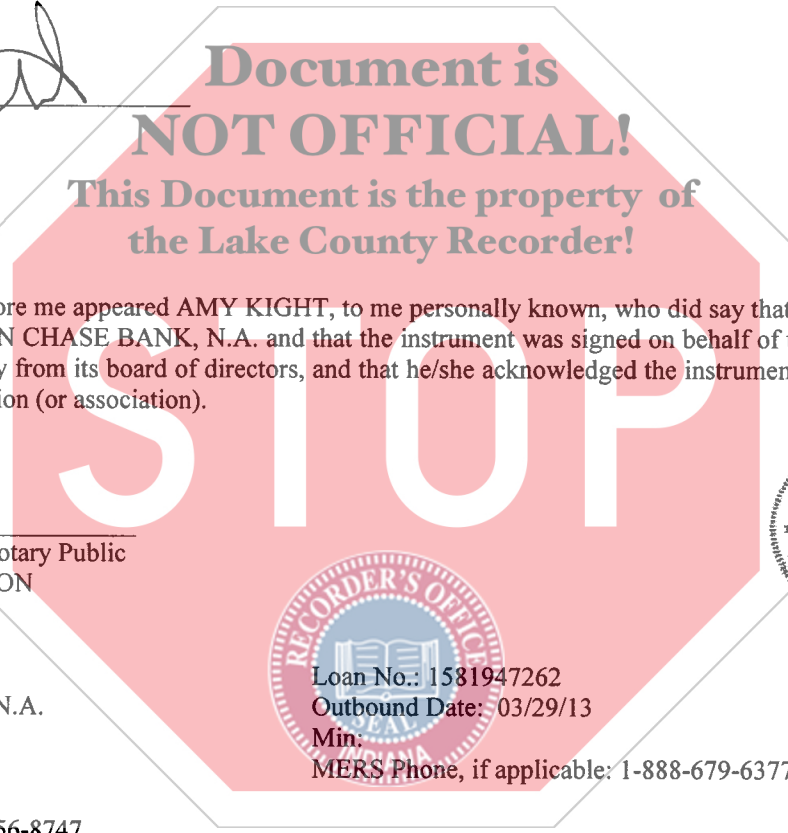 Document is
NOT OFFICIAL!
This Document is the property of
the Lake County Recorder!
ore me appeared AMY KIGHT, to me personally known, who did say that
N CHASE BANK, N.A. and that the instrument was signed on behalf of
y from its board of directors, and that he/she acknowledged the instrumen
ion (or association).
STOP
otary Public
ON
RECORDER'S OFFICE
SEAL
INDIANA
Loan No.: 1581947262
N.A.
Outbound Date: 03/29/13
Min:
MERS Phone, if applicable: 1-888-679-6377
56-8747